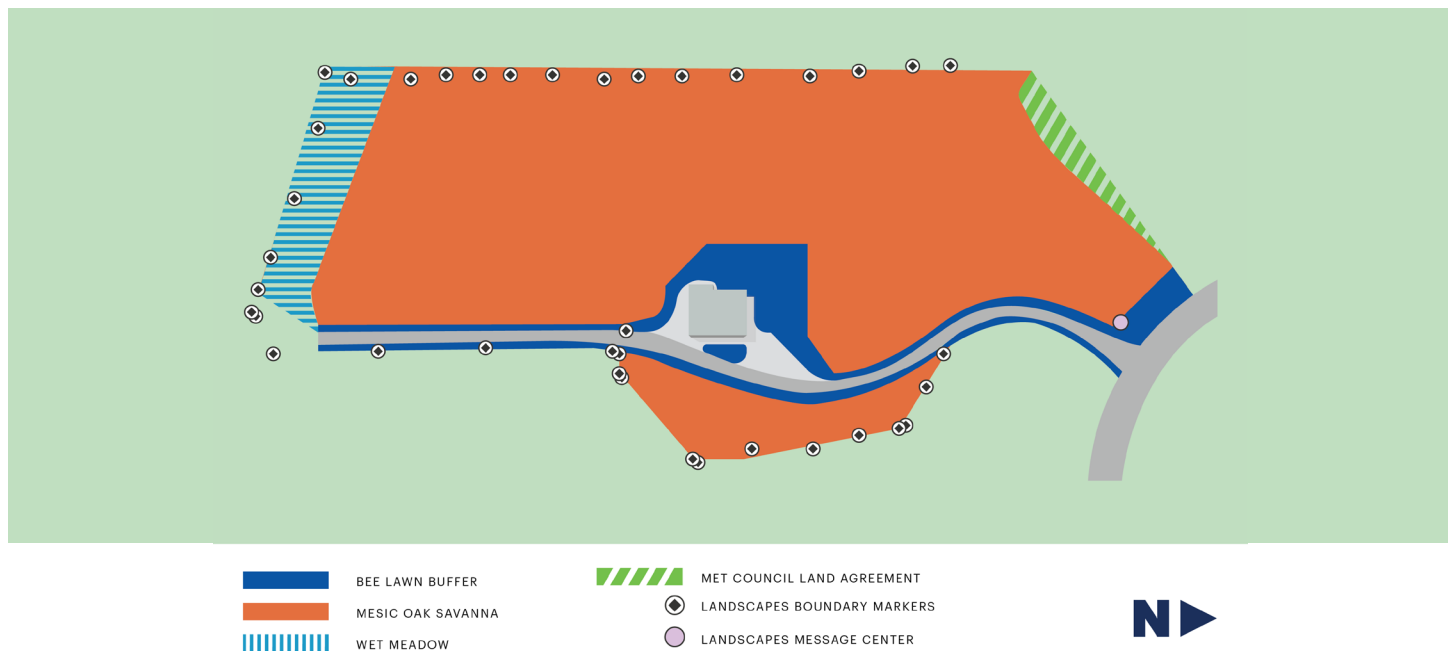 BEE LAWN BUFFER
MESIC OAK SAVANNA
WET MEADOW
MET COUNCIL LAND AGREEMENT
LANDSCAPES BOUNDARY MARKERS
LANDSCAPES MESSAGE CENTER
N